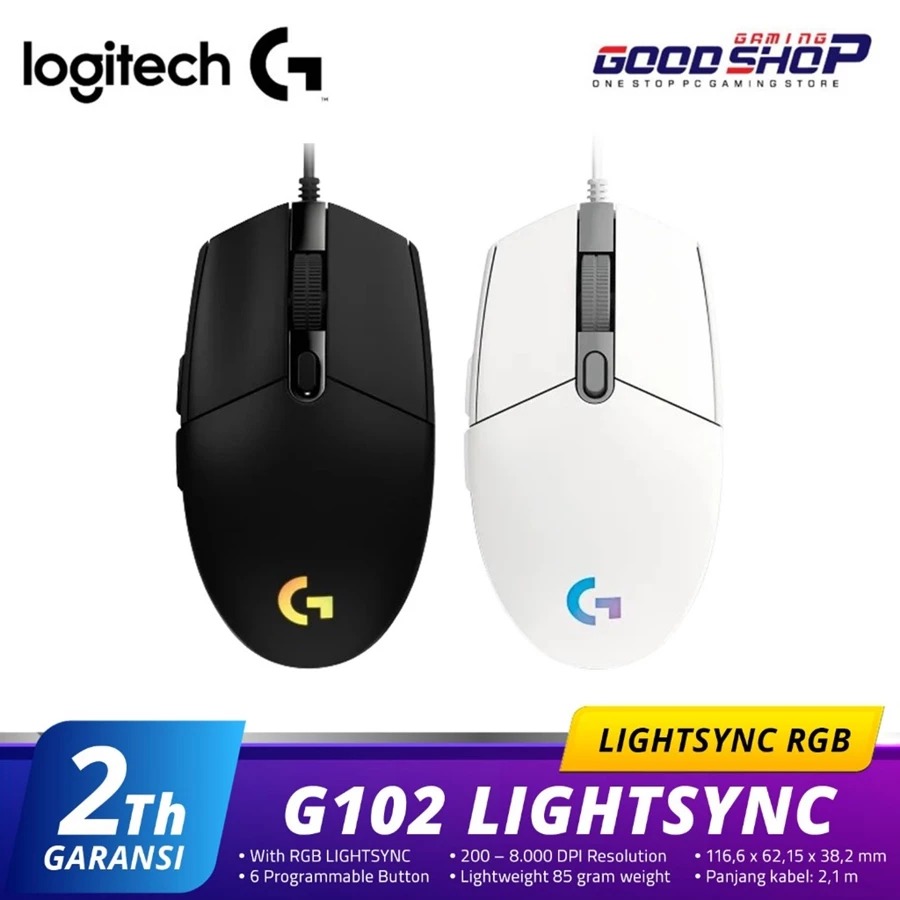 logitech G
GAMING
GOOD SHOP
ONE STOP PC GAMING STORE
LIGHTSYNC RGB
2Th
GARANSI
G102 LIGHTSYNC
• With RGB LIGHTSYNC
• 200 – 8.000 DPI Resolution
• 116,6 x 62,15 x 38,2 mm
• 6 Programmable Button
• Lightweight 85 gram weight
• Panjang kabel: 2,1 m